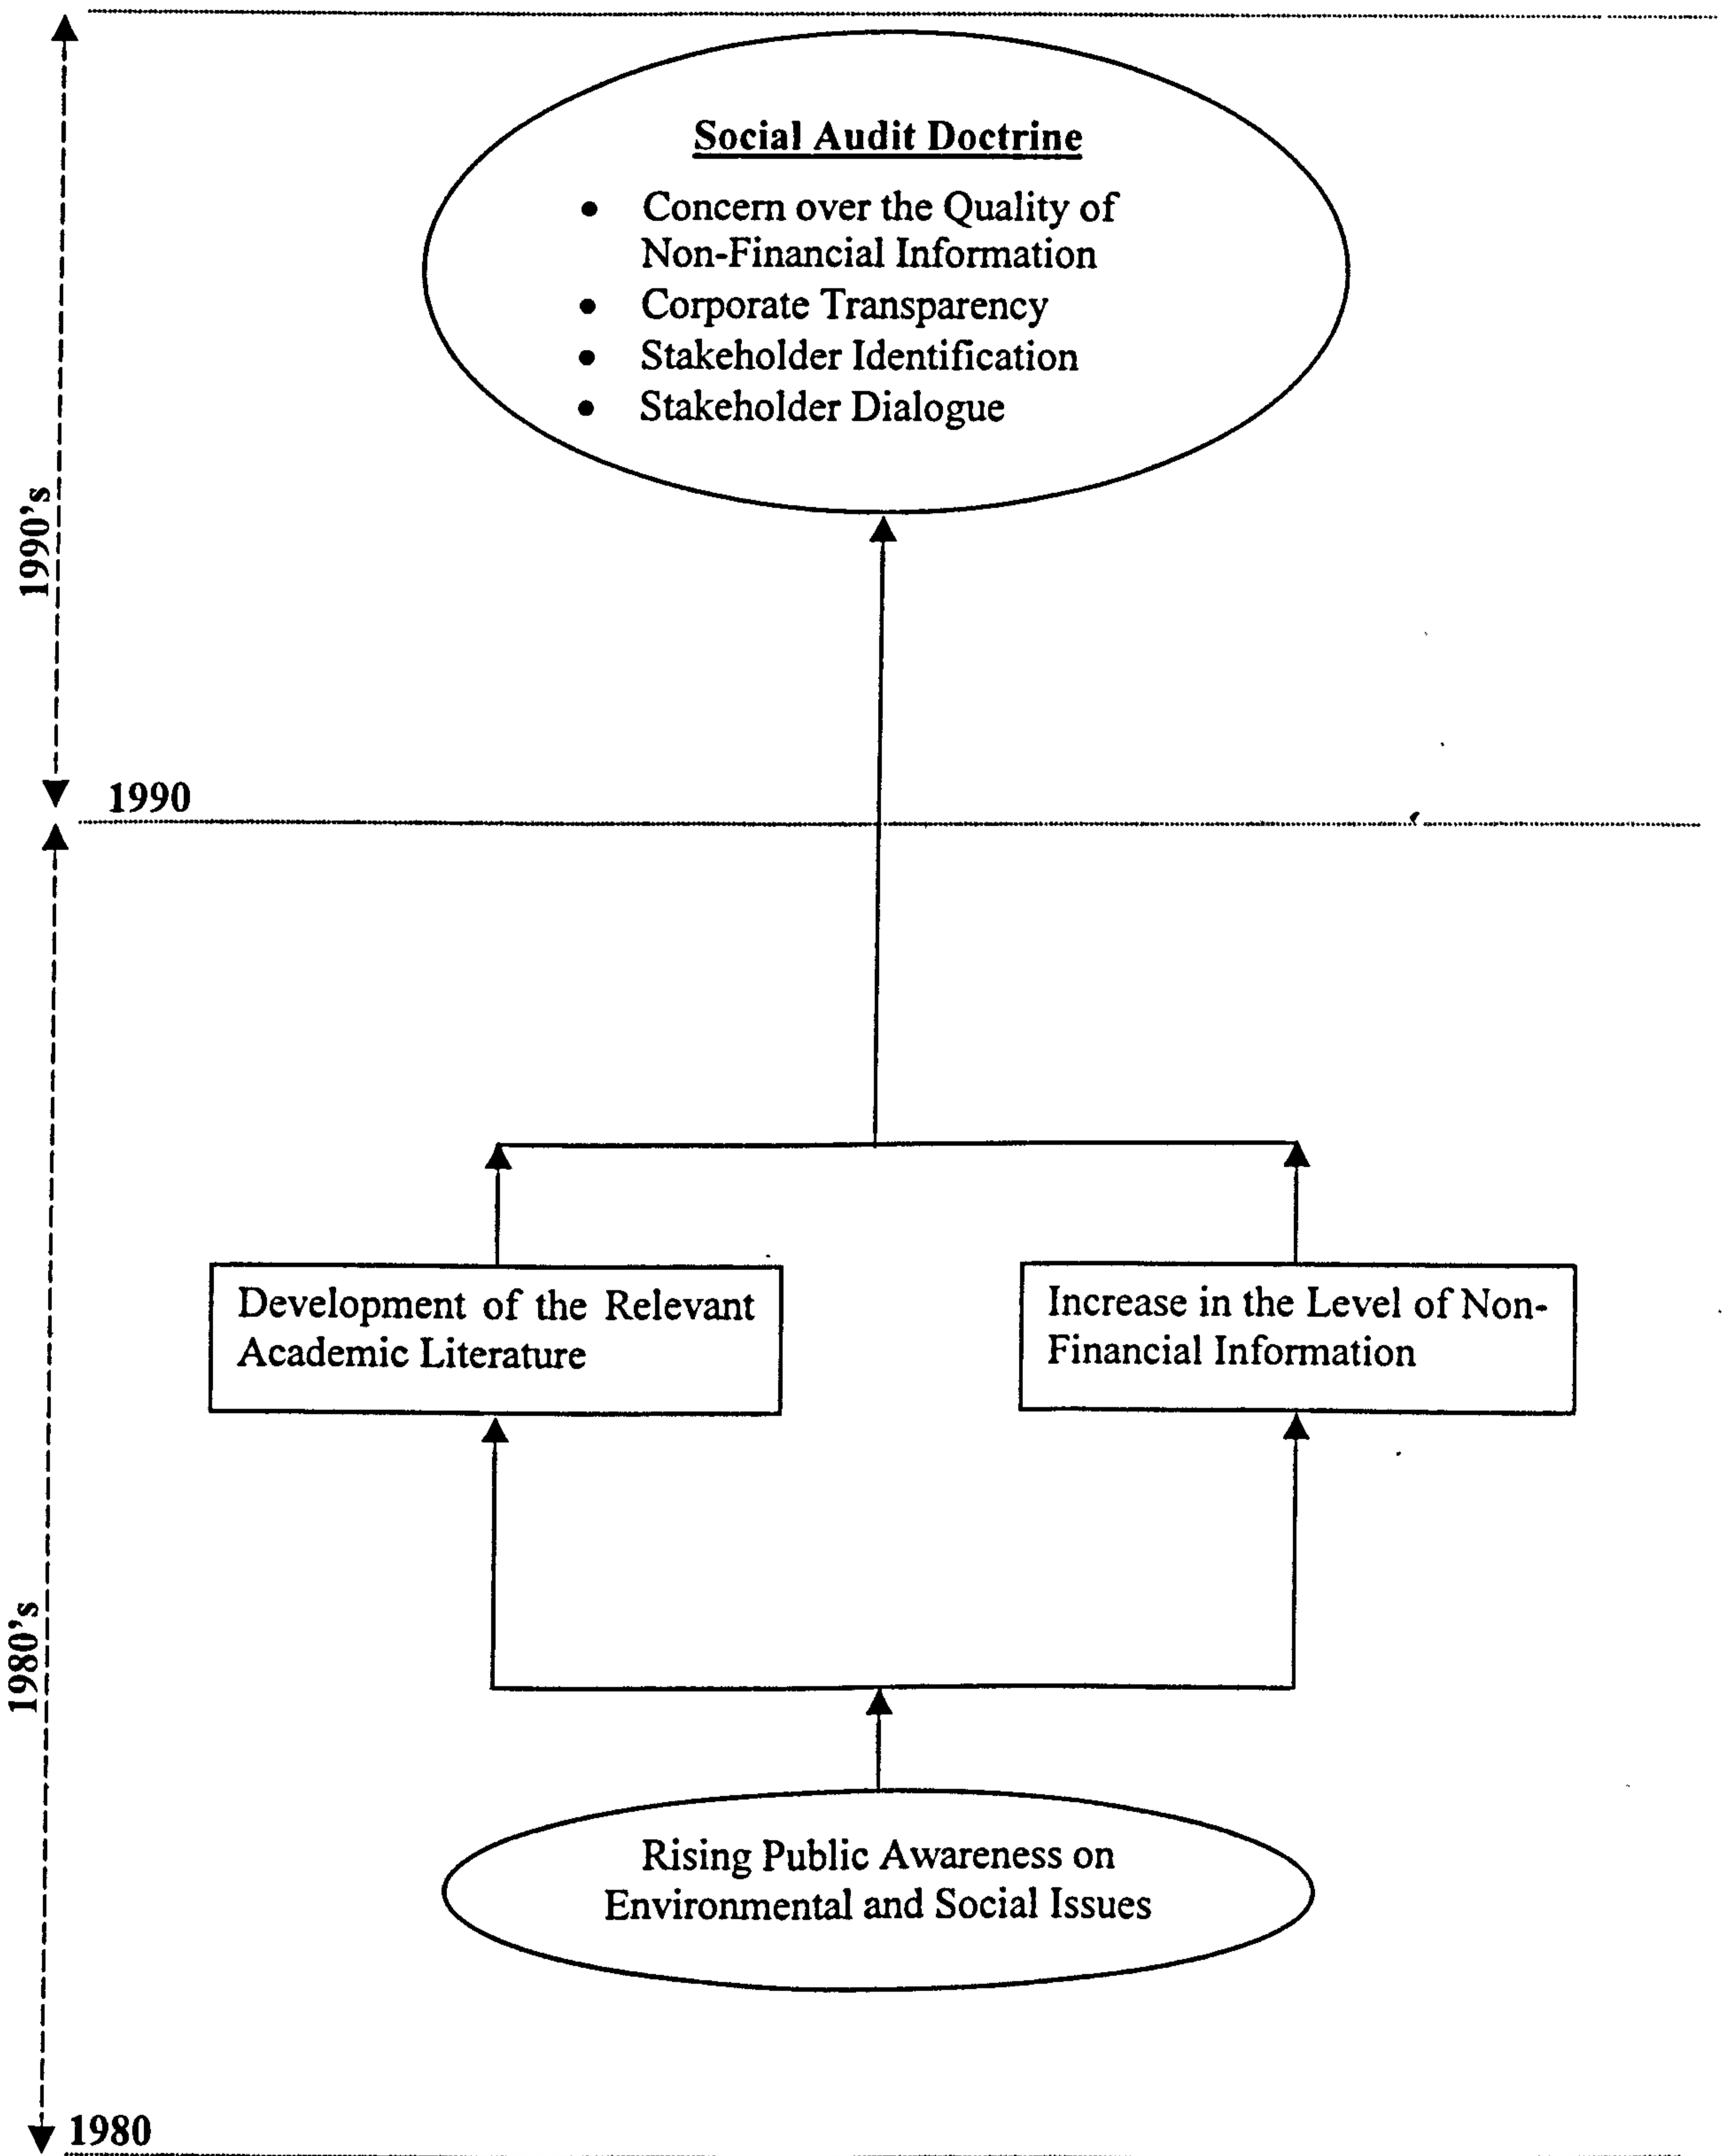 Social Audit Doctrine
• Concern over the Quality of
Non-Financial Information
• Corporate Transparency
• Stakeholder Identification
• Stakeholder Dialogue
1990's
1990
Development of the Relevant
Academic Literature
Increase in the Level of Non-
Financial Information
1980's
Rising Public Awareness on
Environmental and Social Issues
1980